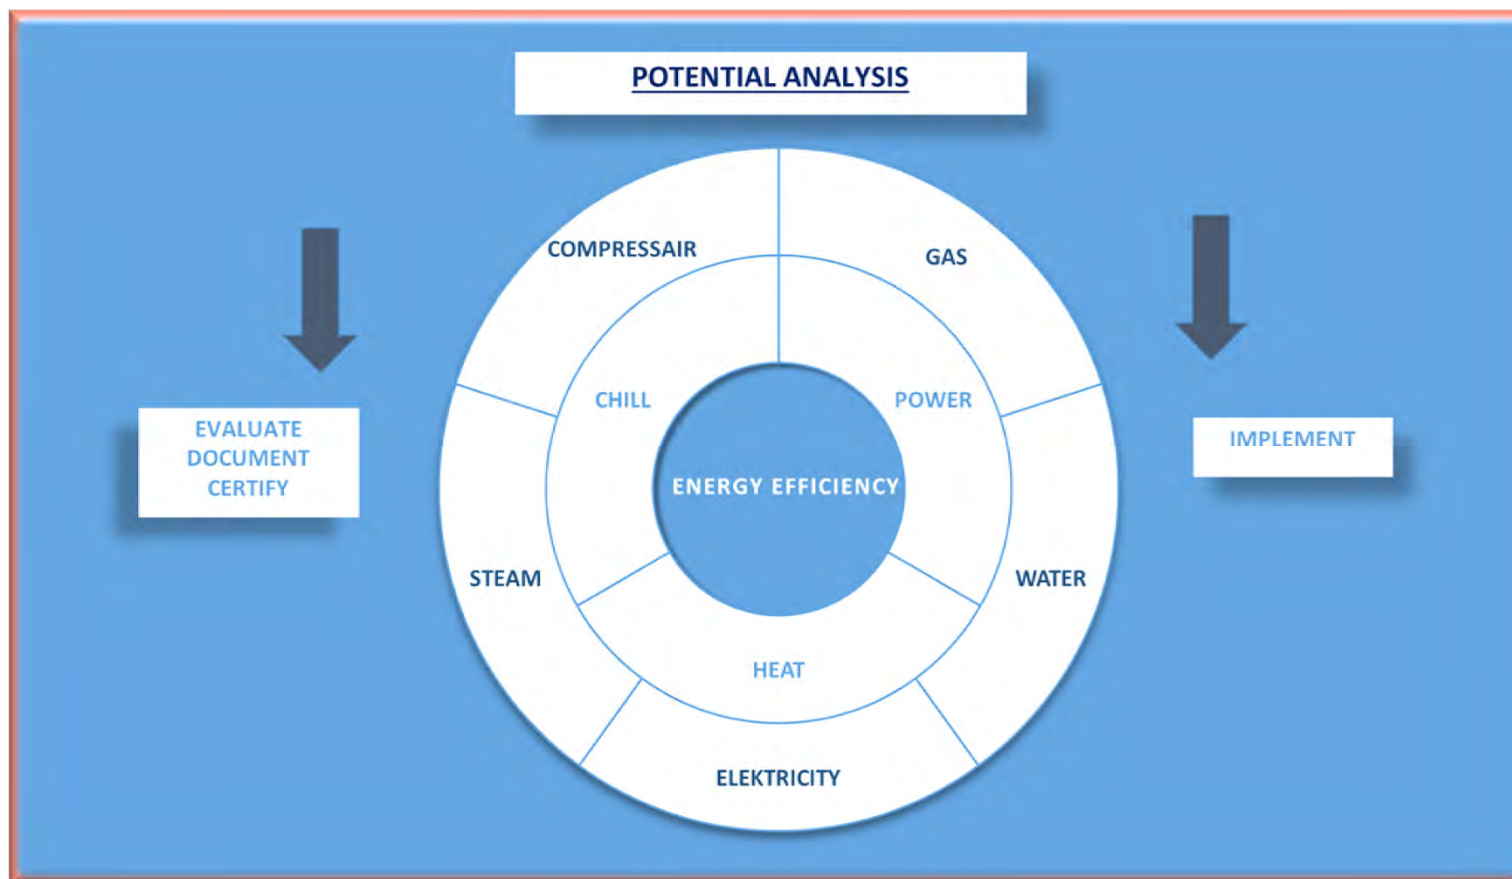 POTENTIAL ANALYSIS
COMPRESSAIR
GAS
CHILL
POWER
EVALUATE
DOCUMENT
CERTIFY
IMPLEMENT
ENERGY EFFICIENCY
STEAM
WATER
HEAT
ELEKTRICITY